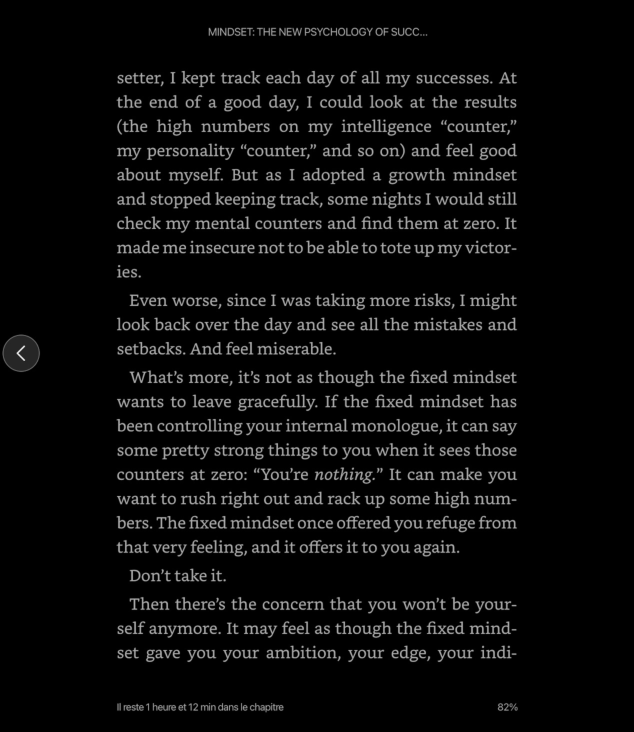 MINDSET: THE NEW PSYCHOLOGY OF SUCC...
setter, I kept track each day of all my successes. At
the end of a good day, I could look at the results
(the high numbers on my intelligence “counter,”
my personality “counter,” and so on) and feel good
about myself. But as I adopted a growth mindset
and stopped keeping track, some nights I would still
check my mental counters and find them at zero. It
made me insecure not to be able to tote up my victor-
ies.
Even worse, since I was taking more risks, I might
look back over the day and see all the mistakes and
setbacks. And feel miserable.
What’s more, it’s not as though the fixed mindset
wants to leave gracefully. If the fixed mindset has
been controlling your internal monologue, it can say
some pretty strong things to you when it sees those
counters at zero: “You’re nothing.” It can make you
want to rush right out and rack up some high num-
bers. The fixed mindset once offered you refuge from
that very feeling, and it offers it to you again.
Don’t take it.
Then there’s the concern that you won’t be your-
self anymore. It may feel as though the fixed mind-
set gave you your ambition, your edge, your indi-
Il reste 1 heure et 12 min dans le chapitre
82%